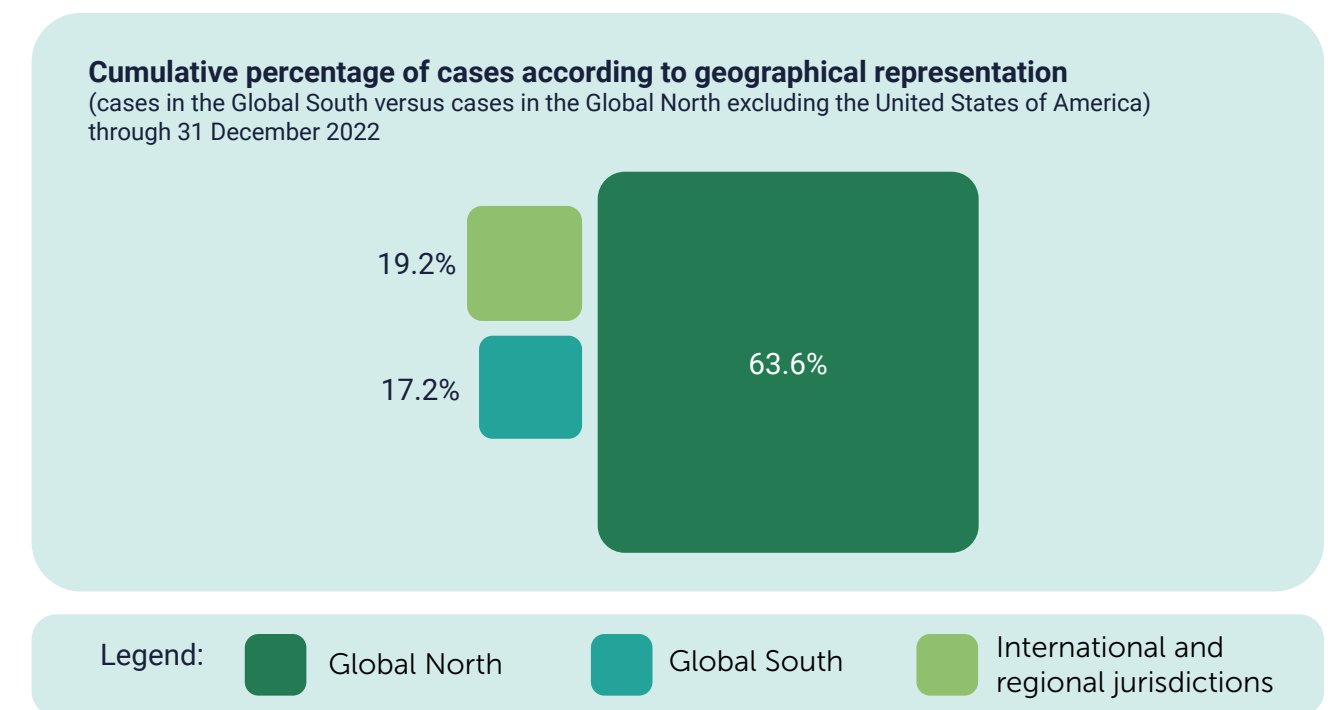 Cumulative percentage of cases according to geographical representation
(cases in the Global South versus cases in the Global North excluding the United States of America)
through 31 December 2022
19.2%
17.2%
63.6%
Legend:
Global North
Global South
International and
regional jurisdictions